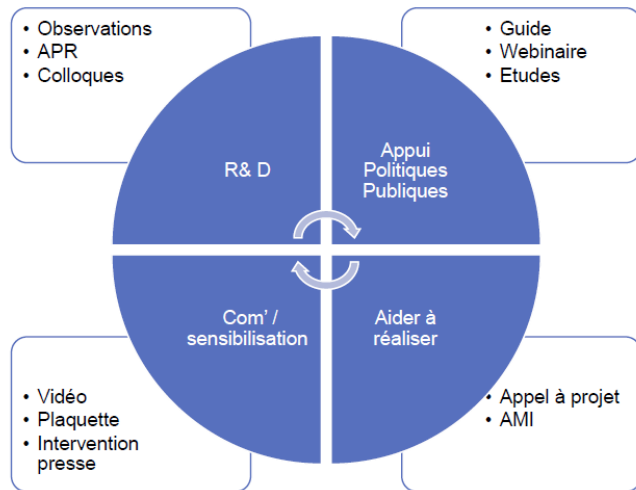 • Observations
• APR
• Colloques
• Guide
• Webinaire
• Etudes
R& D
Appui
Politiques
Publiques
Com' /
sensibilisation
Aider à
réaliser
• Vidéo
• Plaquette
• Intervention
presse
• Appel à projet
• AMI